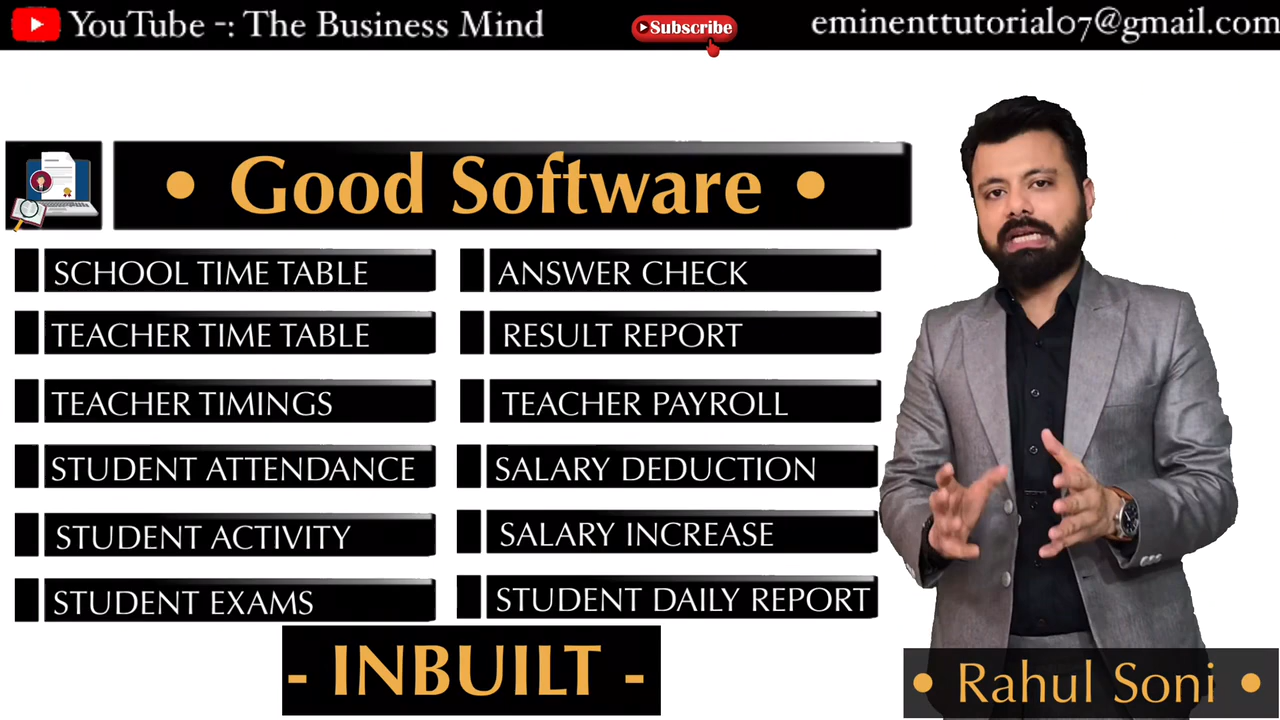 YouTube -: The Business Mind
Subscribe
eminenttutorial07@gmail.com
• Good Software •
SCHOOL TIME TABLE
TEACHER TIME TABLE
TEACHER TIMINGS
STUDENT ATTENDANCE
STUDENT ACTIVITY
STUDENT EXAMS
ANSWER CHECK
RESULT REPORT
TEACHER PAYROLL
SALARY DEDUCTION
SALARY INCREASE
STUDENT DAILY REPORT
- INBUILT -
• Rahul Soni •